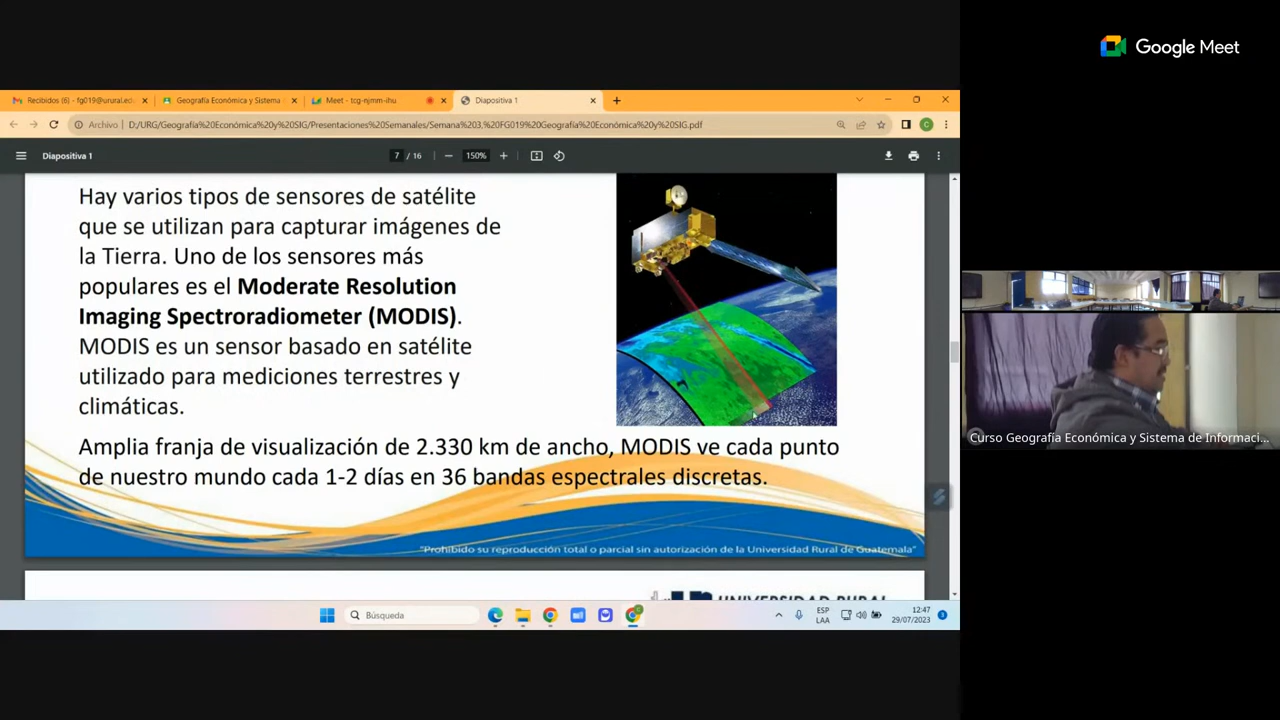 Google Meet
Recibidos (6) - fg019@urural.ed
Geografía Económica y Sistema
Meet - tcg-njmm-ihu
Diapositiva 1
Archivo
D:/URG/Geografía%20Económica%20y%20SIG/Presentaciones%20Semanales/Semana%203,%20FG019%20Geografía%20Económica%20y%20SIG.pdf
C
Diapositiva 1
7 / 16
150%
Hay varios tipos de sensores de satélite
que se utilizan para capturar imágenes de
la Tierra. Uno de los sensores más
populares es el Moderate Resolution
Imaging Spectroradiometer (MODIS).
MODIS es un sensor basado en satélite
utilizado para mediciones terrestres y
climáticas.
Amplia franja de visualización de 2.330 km de ancho, MODIS ve cada punto
de nuestro mundo cada 1-2 días en 36 bandas espectrales discretas.
"Prohibido su reproducción total o parcial sin autorización de la Universidad Rural de Guatemala"
UNIVERSIDAD RURAL
Curso Geografía Económica y Sistema de Informaci...
Búsqueda
ESP
LAA
12:47
29/07/2023